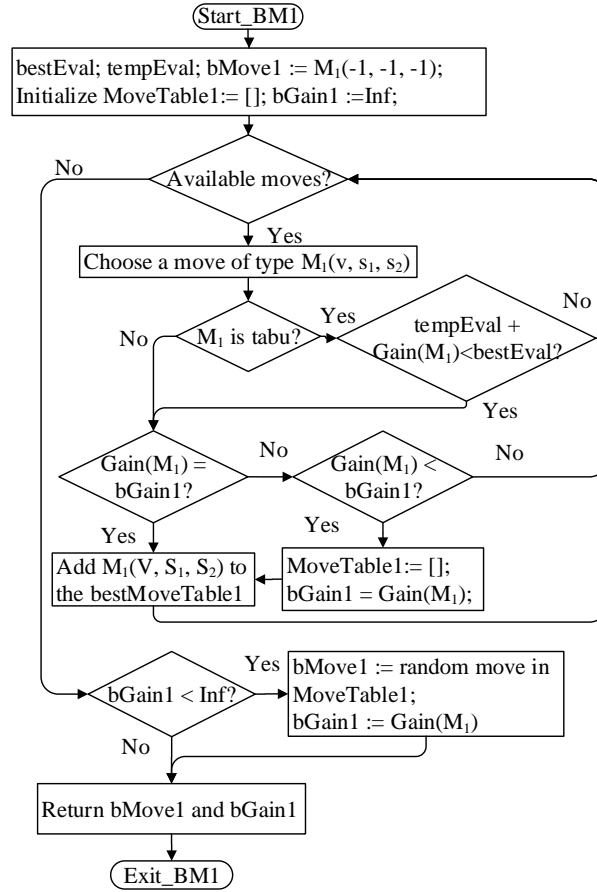 Start_BM1
bestEval; tempEval; bMove1 := M₁(-1, -1, -1);
Initialize MoveTable1:= []; bGain1 :=Inf;
No
Available moves?
Yes
Choose a move of type M₁(v, s₁, s₂)
No
M₁ is tabu?
Yes
tempEval +
Gain(M₁)<bestEval?
No
Yes
Gain(M₁) =
bGain1?
No
Gain(M₁) <
bGain1?
No
Yes
Yes
Add M₁(V, S₁, S₂) to
the bestMoveTable1
MoveTable1:= [];
bGain1 = Gain(M₁);
bGain1 < Inf?
Yes
bMove1 := random move in
MoveTable1;
bGain1 := Gain(M₁)
No
Return bMove1 and bGain1
Exit_BM1